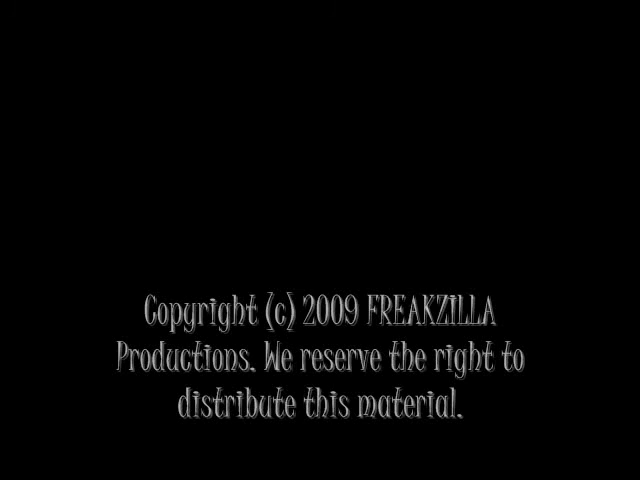 Copyright (c) 2009 FREAKZILLA
Productions. We reserve the right to
distribute this material.